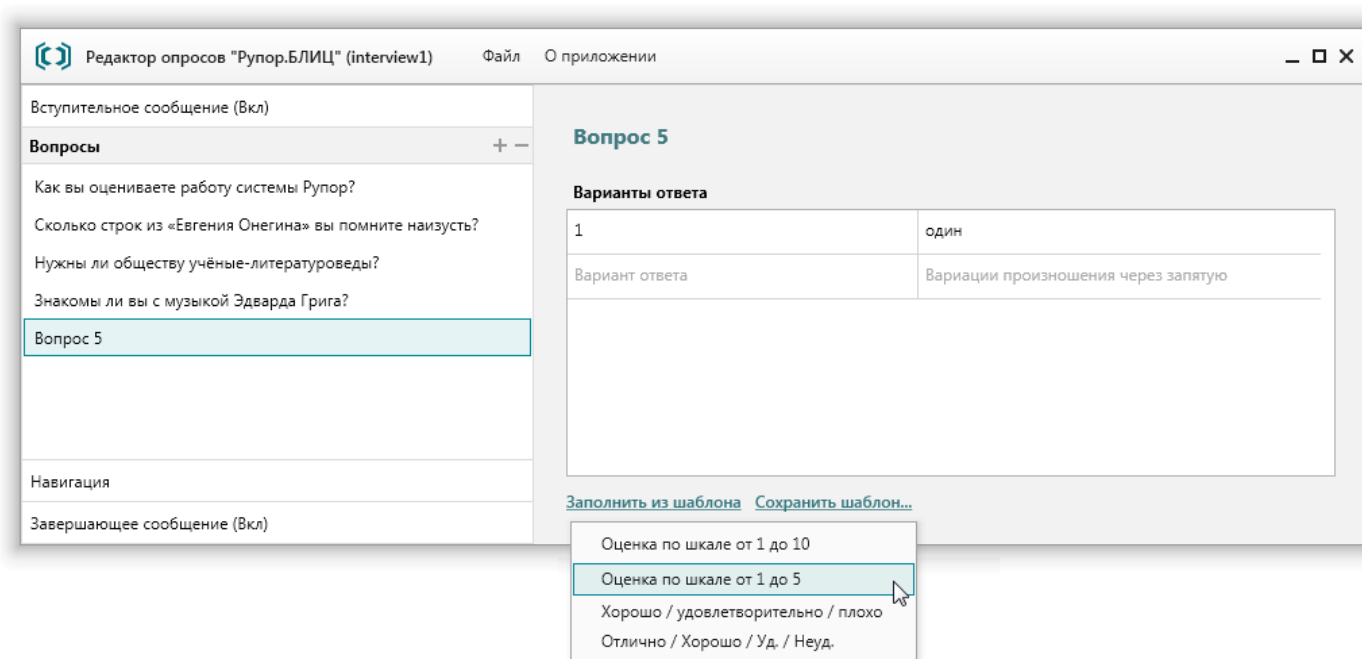 Редактор опросов "Рупор.БЛИЦ" (interview1) Файл О приложении
Вступительное сообщение (Вкл)
Вопросы
Как вы оцениваете работу системы Рупор?
Сколько строк из «Евгения Онегина» вы помните наизусть?
Нужны ли обществу учёные-литературоведы?
Знакомы ли вы с музыкой Эдварда Грига?
Вопрос 5
Навигация
Завершающее сообщение (Вкл)
Вопрос 5
Варианты ответа
1 один
Вариант ответа Вариации произношения через запятую
Заполнить из шаблона Сохранить шаблон...
Оценка по шкале от 1 до 10
Оценка по шкале от 1 до 5
Хорошо / удовлетворительно / плохо
Отлично / Хорошо / Уд. / Неуд.